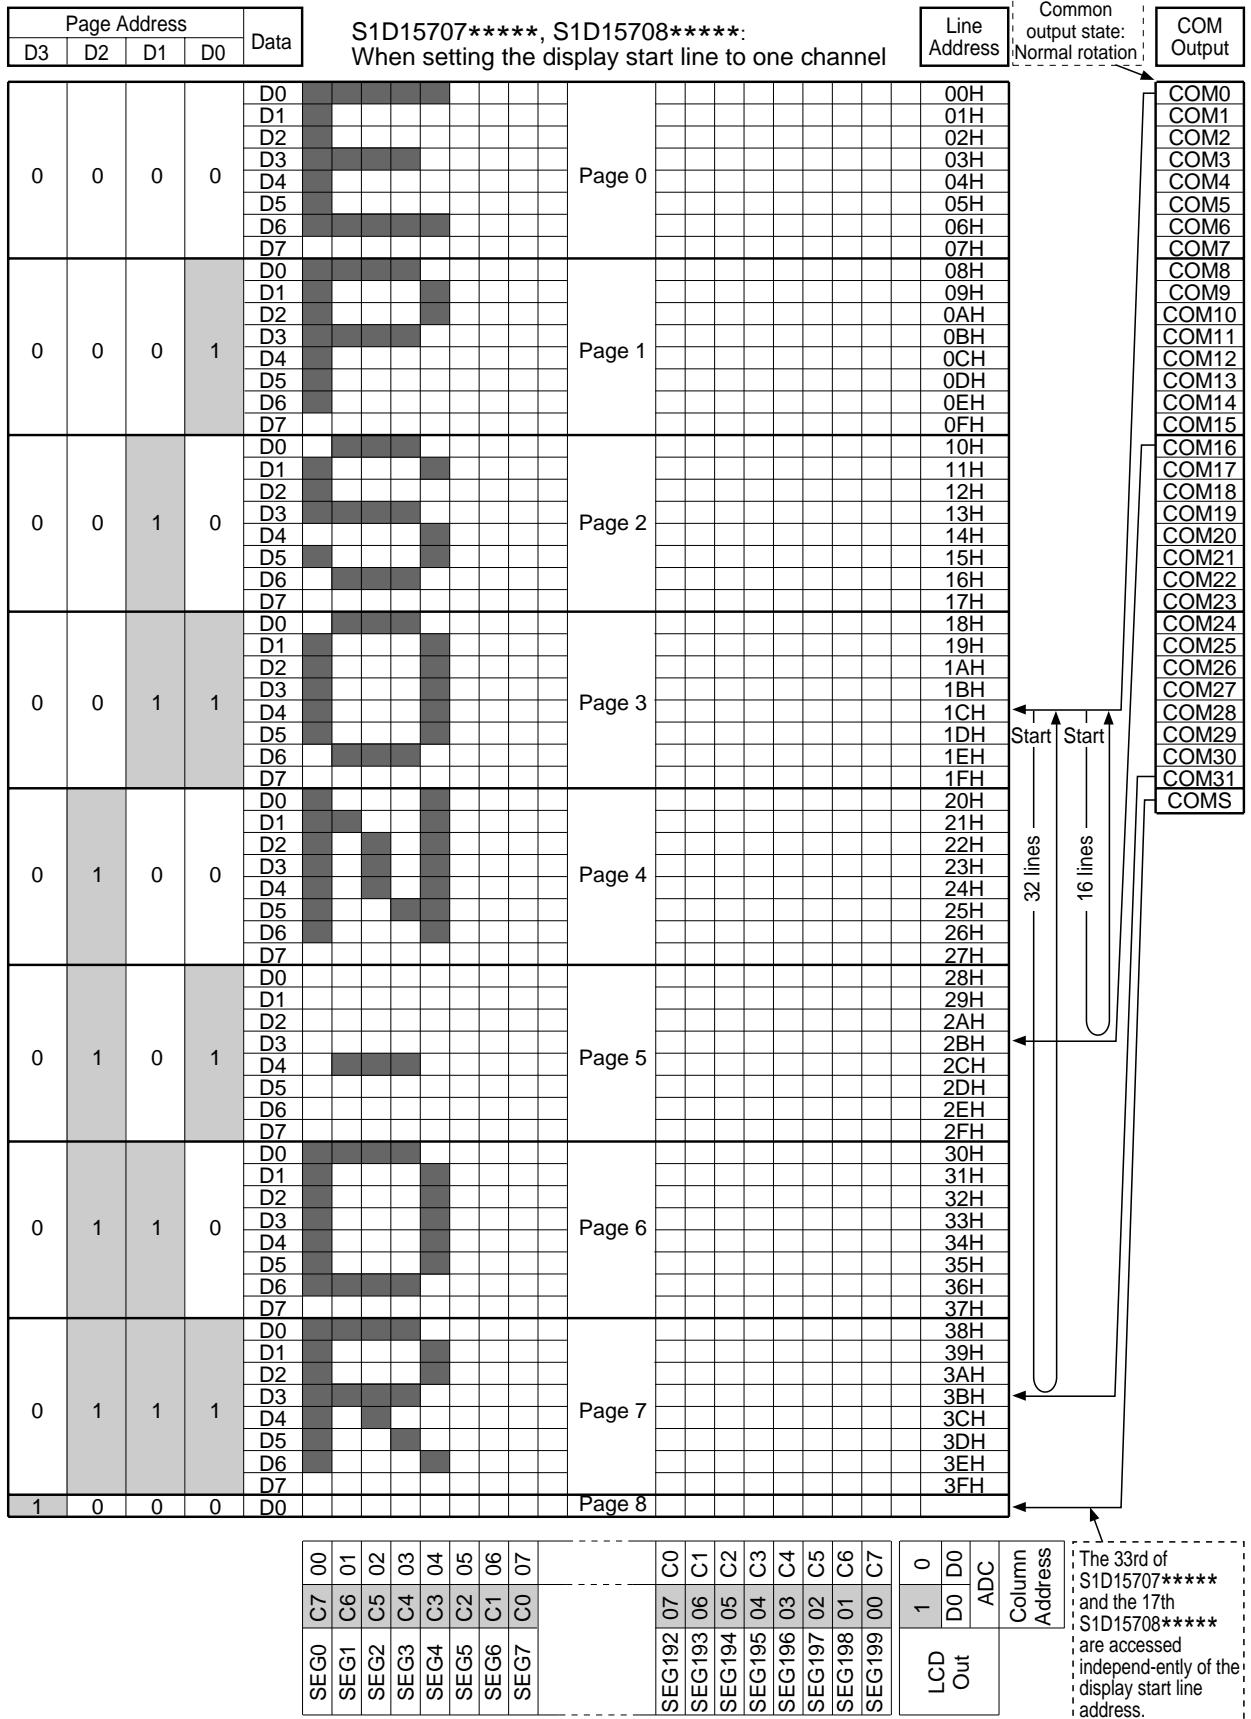 Page Address
D3 D2 D1 D0
Data
S1D15707*****, S1D15708*****:
When setting the display start line to one channel
Line
Address
Common
output state:
Normal rotation
COM
Output
0 0 0 0
D0
D1
D2
D3
D4
D5
D6
D7
Page 0
00H
01H
02H
03H
04H
05H
06H
07H
0 0 0 1
D0
D1
D2
D3
D4
D5
D6
D7
Page 1
08H
09H
0AH
0BH
0CH
0DH
0EH
0FH
0 0 1 0
D0
D1
D2
D3
D4
D5
D6
D7
Page 2
10H
11H
12H
13H
14H
15H
16H
17H
0 0 1 1
D0
D1
D2
D3
D4
D5
D6
D7
Page 3
18H
19H
1AH
1BH
1CH
1DH
1EH
1FH
0 1 0 0
D0
D1
D2
D3
D4
D5
D6
D7
Page 4
20H
21H
22H
23H
24H
25H
26H
27H
0 1 0 1
D0
D1
D2
D3
D4
D5
D6
D7
Page 5
28H
29H
2AH
2BH
2CH
2DH
2EH
2FH
0 1 1 0
D0
D1
D2
D3
D4
D5
D6
D7
Page 6
30H
31H
32H
33H
34H
35H
36H
37H
0 1 1 1
D0
D1
D2
D3
D4
D5
D6
D7
Page 7
38H
39H
3AH
3BH
3CH
3DH
3EH
3FH
1 0 0 0
D0
Page 8
Start
Start
32 lines
16 lines
COM0
COM1
COM2
COM3
COM4
COM5
COM6
COM7
COM8
COM9
COM10
COM11
COM12
COM13
COM14
COM15
COM16
COM17
COM18
COM19
COM20
COM21
COM22
COM23
COM24
COM25
COM26
COM27
COM28
COM29
COM30
COM31
COMS
00 01 02 03 04 05 06 07
C0 C1 C2 C3 C4 C5 C6 C7
0 D0
C7 C6 C5 C4 C3 C2 C1 C0
07 06 05 04 03 02 01 00
1 D0
ADC
Column
Address
SEG0 SEG1 SEG2 SEG3 SEG4 SEG5 SEG6 SEG7
SEG192 SEG193 SEG194 SEG195 SEG196 SEG197 SEG198 SEG199
LCD
Out
The 33rd of
S1D15707*****
and the 17th
S1D15708*****
are accessed
independ-ently of the
display start line
address.